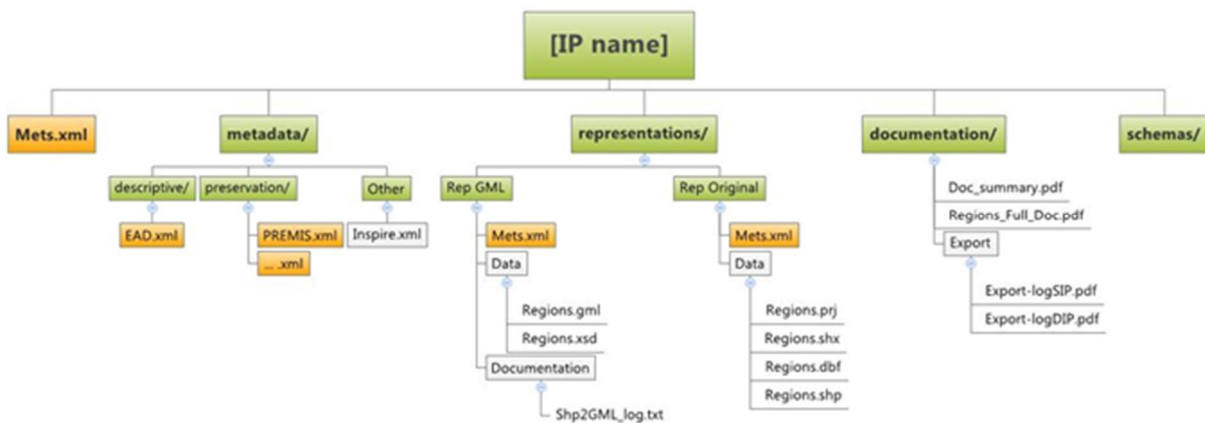 [IP name]
Mets.xml
metadata/
representations/
documentation/
schemas/
descriptive/
preservation/
Other
EAD.xml
PREMIS.xml
... .xml
Inspire.xml
Rep GML
Mets.xml
Data
Regions.gml
Regions.xsd
Documentation
Shp2GML_log.txt
Rep Original
Mets.xml
Data
Regions.prj
Regions.shx
Regions.dbf
Regions.shp
Doc_summary.pdf
Regions_Full_Doc.pdf
Export
Export-logSIP.pdf
Export-logDIP.pdf